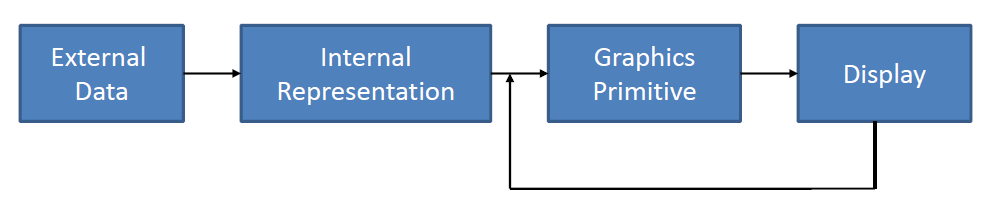 External
Data
Internal
Representation
Graphics
Primitive
Display